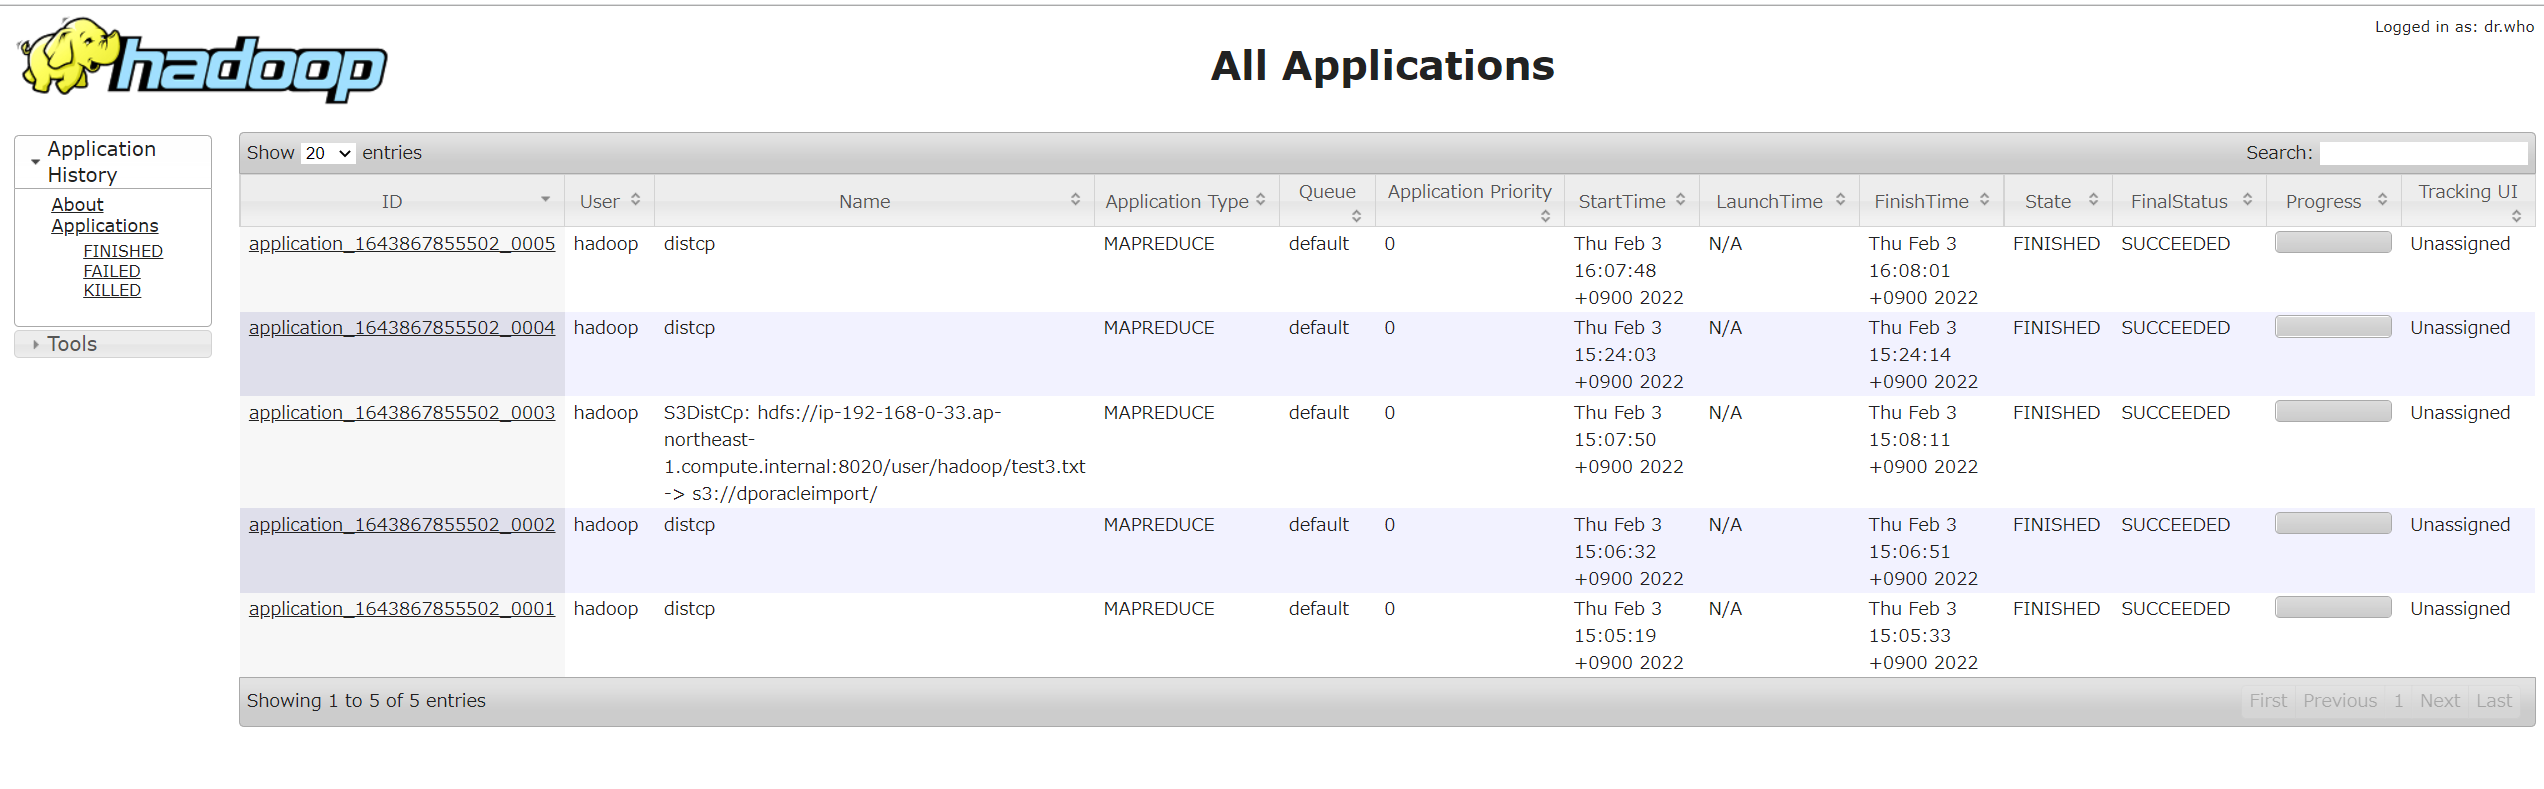 Logged in as: dr.who
hadoop
All Applications
Application
History
About
Applications
FINISHED
FAILED
KILLED
Tools
Show 20 entries Search:
ID User Name Application Type Queue Application Priority StartTime LaunchTime FinishTime State FinalStatus Progress Tracking UI
application_1643867855502_0005 hadoop distcp MAPREDUCE default 0 Thu Feb 3 N/A Thu Feb 3 FINISHED SUCCEEDED Unassigned
16:07:48 16:08:01
+0900 2022 +0900 2022
application_1643867855502_0004 hadoop distcp MAPREDUCE default 0 Thu Feb 3 N/A Thu Feb 3 FINISHED SUCCEEDED Unassigned
15:24:03 15:24:14
+0900 2022 +0900 2022
application_1643867855502_0003 hadoop S3DistCp: hdfs://ip-192-168-0-33.ap- MAPREDUCE default 0 Thu Feb 3 N/A Thu Feb 3 FINISHED SUCCEEDED Unassigned
northeast- 15:07:50 15:08:11
1.compute.internal:8020/user/hadoop/test3.txt +0900 2022 +0900 2022
-> s3://dporacleimport/
application_1643867855502_0002 hadoop distcp MAPREDUCE default 0 Thu Feb 3 N/A Thu Feb 3 FINISHED SUCCEEDED Unassigned
15:06:32 15:06:51
+0900 2022 +0900 2022
application_1643867855502_0001 hadoop distcp MAPREDUCE default 0 Thu Feb 3 N/A Thu Feb 3 FINISHED SUCCEEDED Unassigned
15:05:19 15:05:33
+0900 2022 +0900 2022
Showing 1 to 5 of 5 entries First Previous 1 Next Last